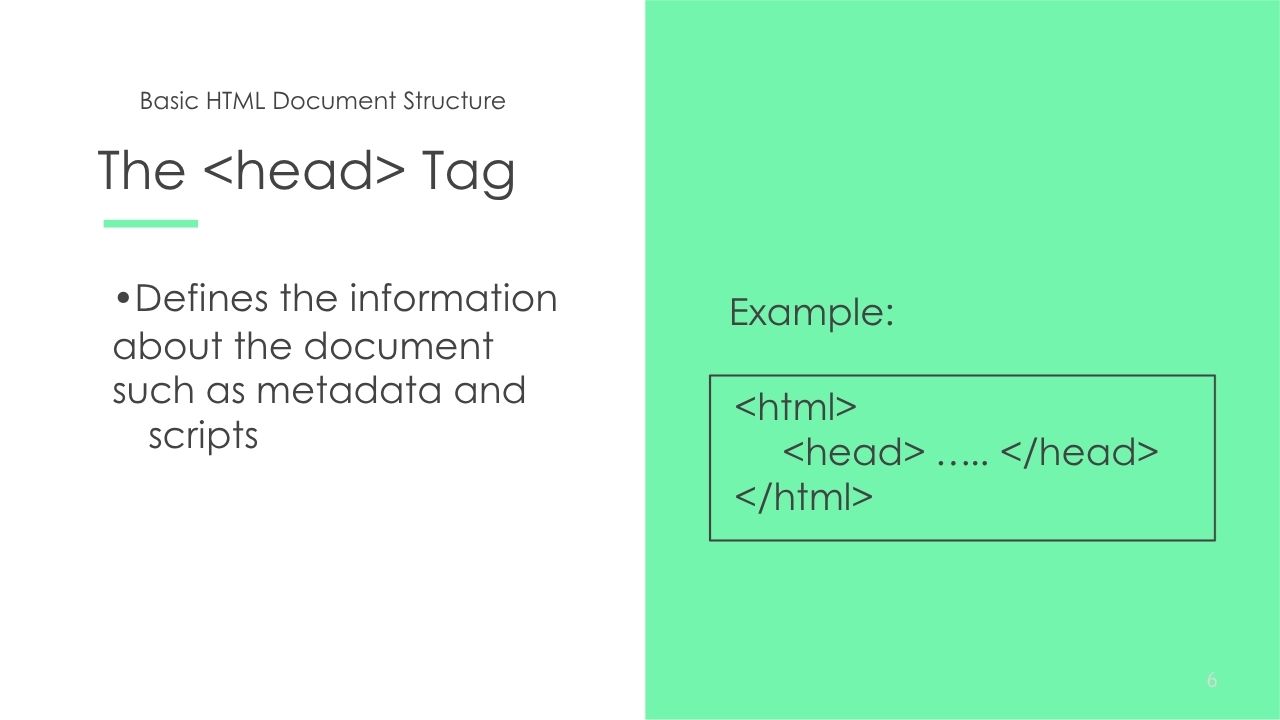 Basic HTML Document Structure
The <head> Tag
•Defines the information
about the document
such as metadata and
scripts
Example:
<html>
<head> ….. </head>
</html>
6